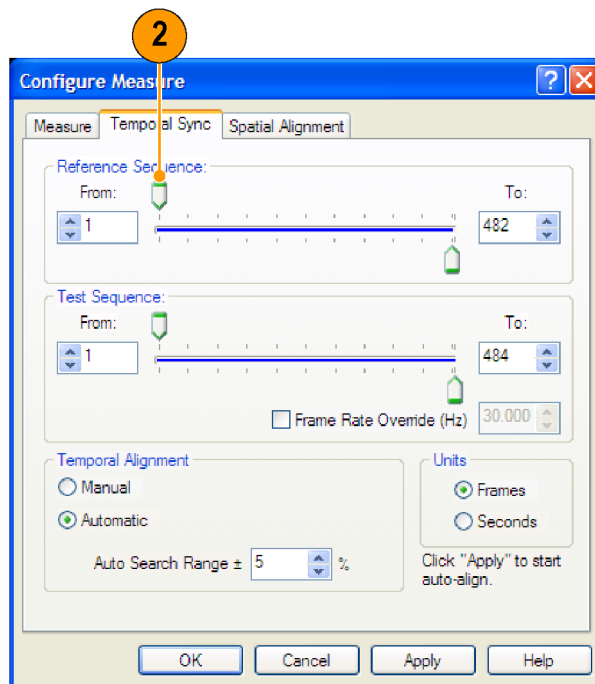 2
Configure Measure
Measure Temporal Sync Spatial Alignment
Reference Sequence:
From: To:
1 482
Test Sequence:
From: To:
1 484
Frame Rate Override (Hz) 30.000
Temporal Alignment Units
Manual Frames
Automatic Seconds
Auto Search Range ± 5 %
Click "Apply" to start
auto-align.
OK Cancel Apply Help